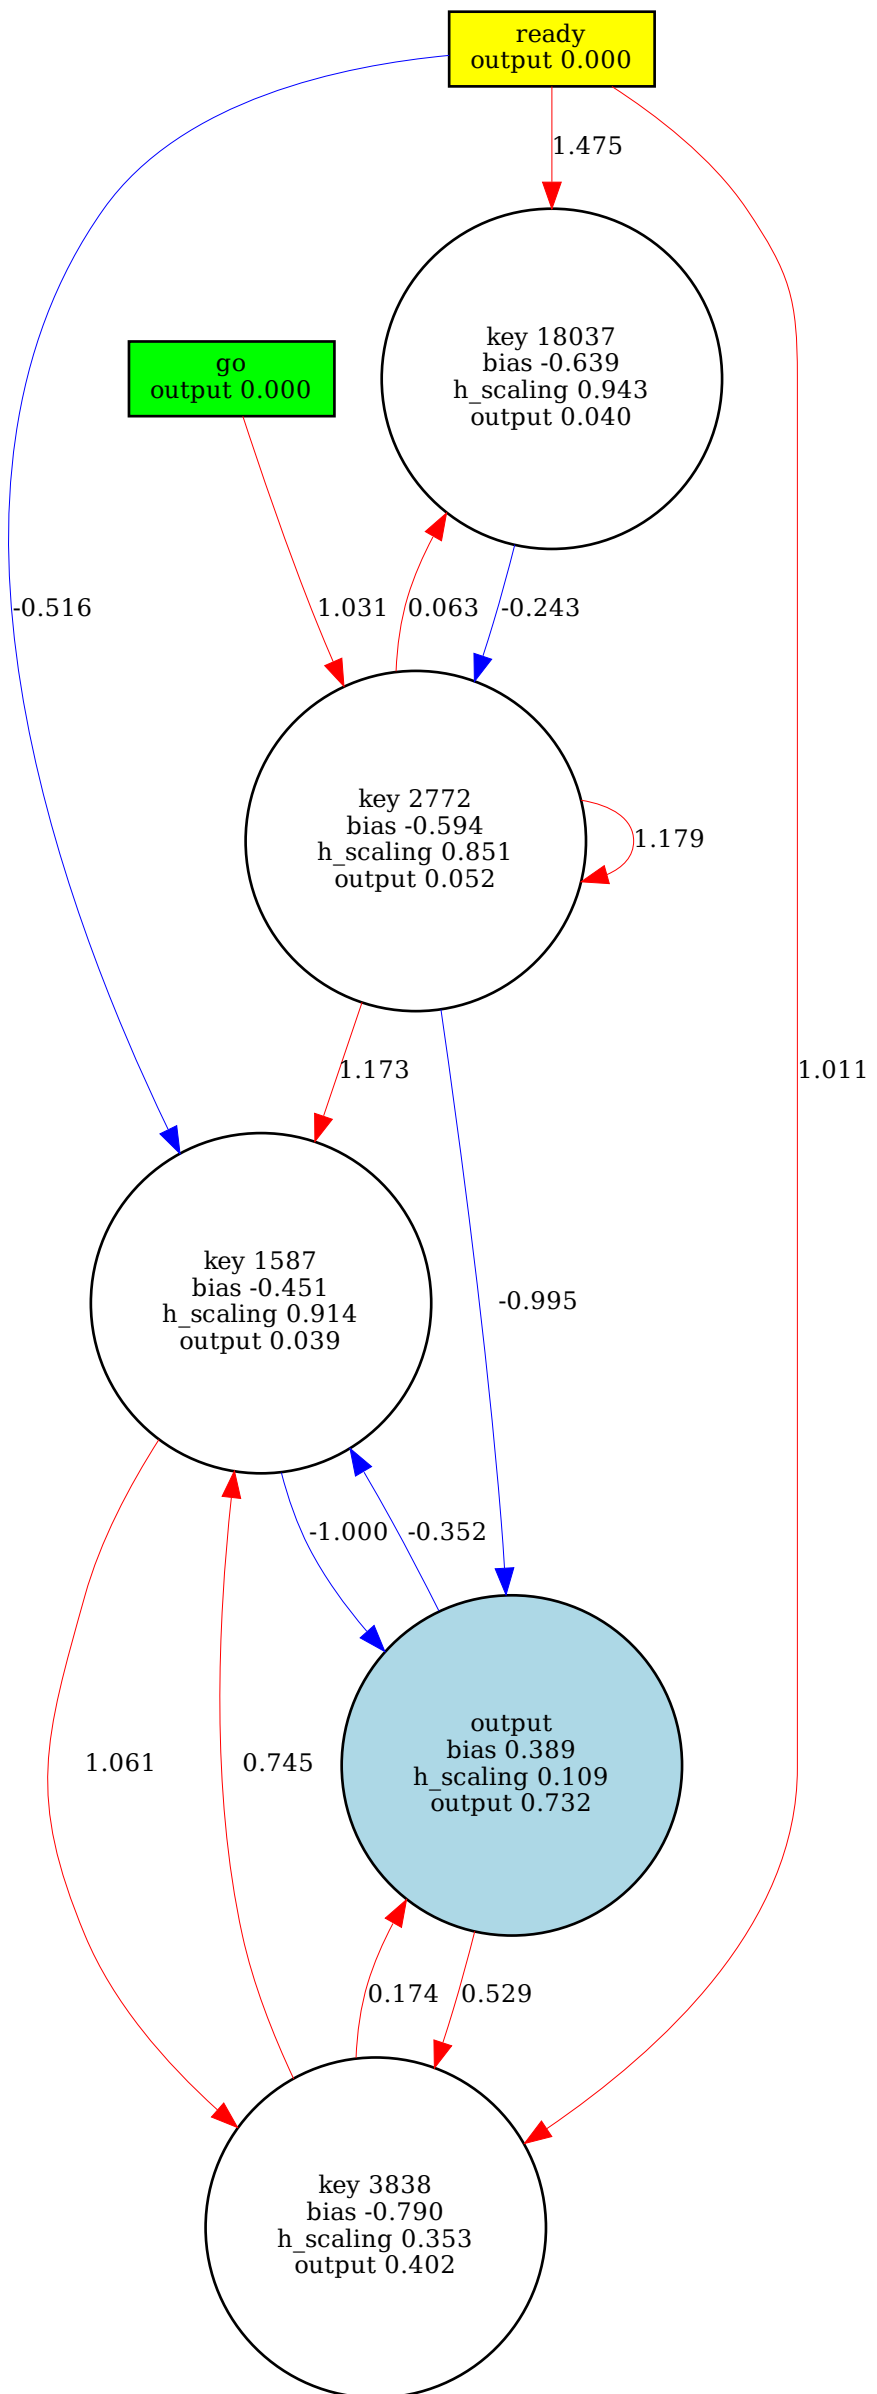 ready
output 0.000
1.475
key 18037
bias -0.639
h_scaling 0.943
output 0.040
go
output 0.000
-0.516
1.031
0.063
-0.243
key 2772
bias -0.594
h_scaling 0.851
output 0.052
1.179
1.173
1.011
key 1587
bias -0.451
h_scaling 0.914
output 0.039
-0.995
-1.000
-0.352
output
bias 0.389
h_scaling 0.109
output 0.732
1.061
0.745
0.174
0.529
key 3838
bias -0.790
h_scaling 0.353
output 0.402